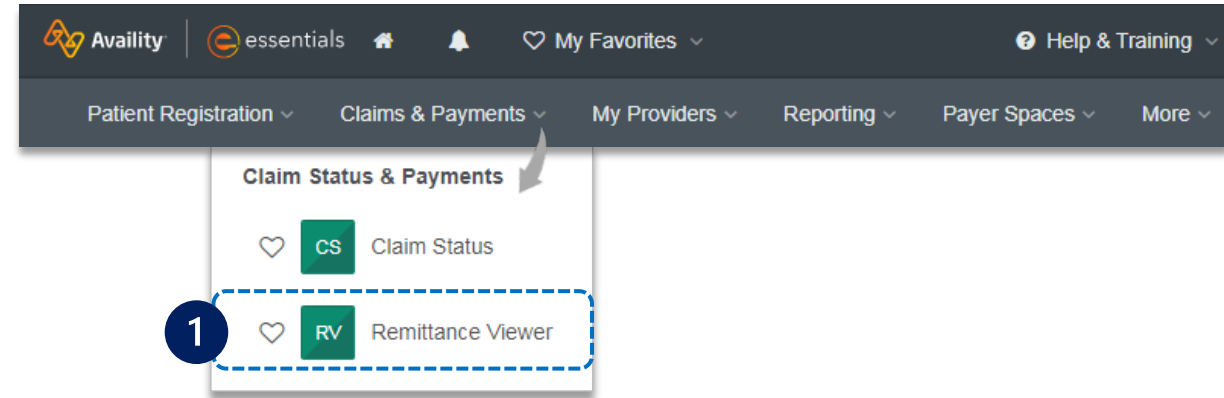 Availity essentials My Favorites Help & Training
Patient Registration Claims & Payments My Providers Reporting Payer Spaces More
Claim Status & Payments
CS Claim Status
1 RV Remittance Viewer